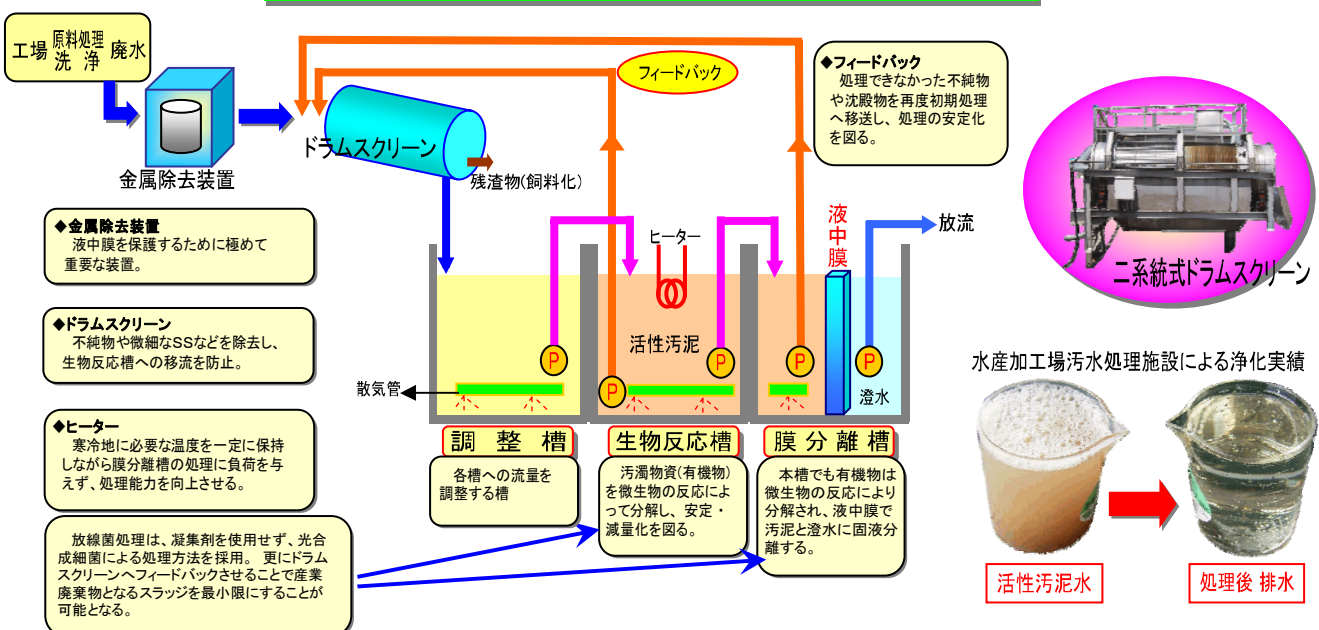 工場 原料処理 洗浄 廃水
金属除去装置
ドラムスクリーン
残渣物(飼料化)
フィードバック
◆フィードバック
処理できなかった不純物
や沈殿物を再度初期処理
へ移送し、処理の安定化
を図る。
二系統式ドラムスクリーン
◆金属除去装置
液中膜を保護するために極めて
重要な装置。
◆ドラムスクリーン
不純物や微細なSSなどを除去し、
生物反応槽への移流を防止。
◆ヒーター
寒冷地に必要な温度を一定に保持
しながら膜分離槽の処理に負荷を与
えず、処理能力を向上させる。
放線菌処理は、凝集剤を使用せず、光合
成細菌による処理方法を採用。 更にドラム
スクリーンへフィードバックさせることで産業
廃棄物となるスラッジを最小限にすることが
可能となる。
ヒーター
液中膜
放流
活性汚泥
P
P
P
P
P
散気管
澄水
調整槽
各槽への流量を
調整する槽
生物反応槽
汚濁物資(有機物)
を微生物の反応によ
って分解し、安定・
減量化を図る。
膜分離槽
本槽でも有機物は
微生物の反応により
分解され、液中膜で
汚泥と澄水に固液分
離する。
水産加工場汚水処理施設による浄化実績
活性汚泥水
処理後 排水